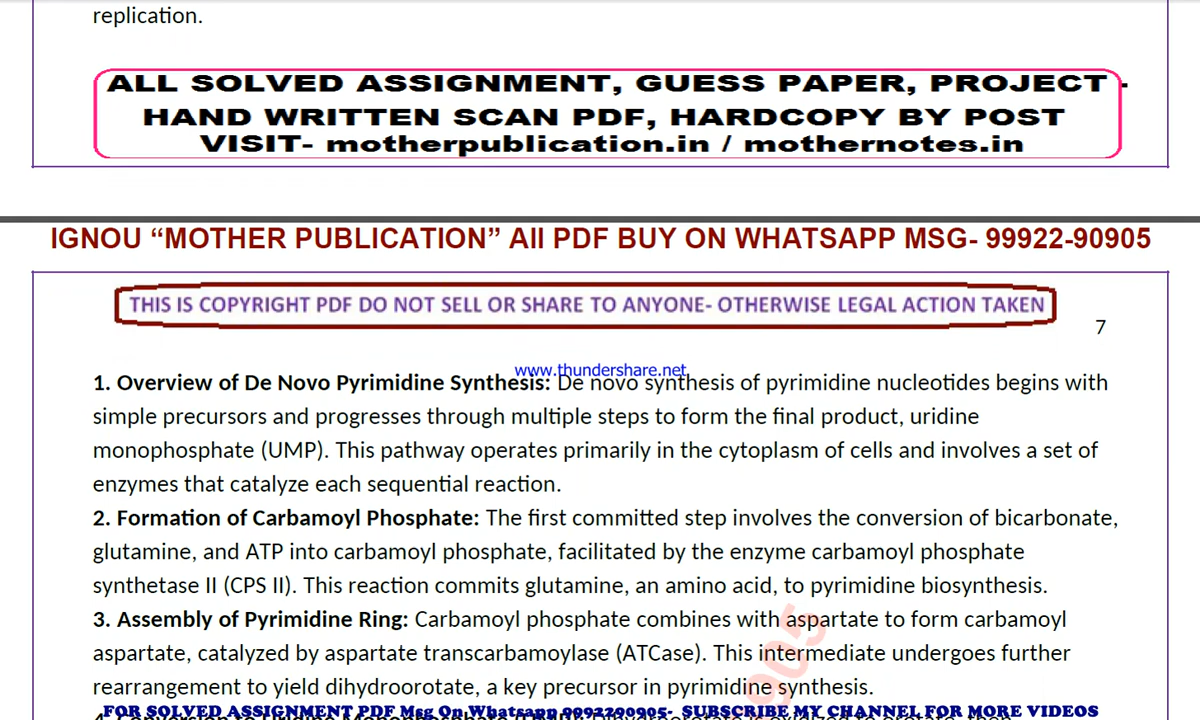 replication.
ALL SOLVED ASSIGNMENT, GUESS PAPER, PROJECT -
HAND WRITTEN SCAN PDF, HARDCOPY BY POST
VISIT- motherpublication.in / mothernotes.in
IGNOU “MOTHER PUBLICATION” All PDF BUY ON WHATSAPP MSG- 99922-90905
THIS IS COPYRIGHT PDF DO NOT SELL OR SHARE TO ANYONE- OTHERWISE LEGAL ACTION TAKEN
7
www.thundershare.net
1. Overview of De Novo Pyrimidine Synthesis: De novo synthesis of pyrimidine nucleotides begins with
simple precursors and progresses through multiple steps to form the final product, uridine
monophosphate (UMP). This pathway operates primarily in the cytoplasm of cells and involves a set of
enzymes that catalyze each sequential reaction.
2. Formation of Carbamoyl Phosphate: The first committed step involves the conversion of bicarbonate,
glutamine, and ATP into carbamoyl phosphate, facilitated by the enzyme carbamoyl phosphate
synthetase II (CPS II). This reaction commits glutamine, an amino acid, to pyrimidine biosynthesis.
3. Assembly of Pyrimidine Ring: Carbamoyl phosphate combines with aspartate to form carbamoyl
aspartate, catalyzed by aspartate transcarbamoylase (ATCase). This intermediate undergoes further
rearrangement to yield dihydroorotate, a key precursor in pyrimidine synthesis.
FOR SOLVED ASSIGNMENT PDF Msg On Whatsapp 9992290905- SUBSCRIBE MY CHANNEL FOR MORE VIDEOS